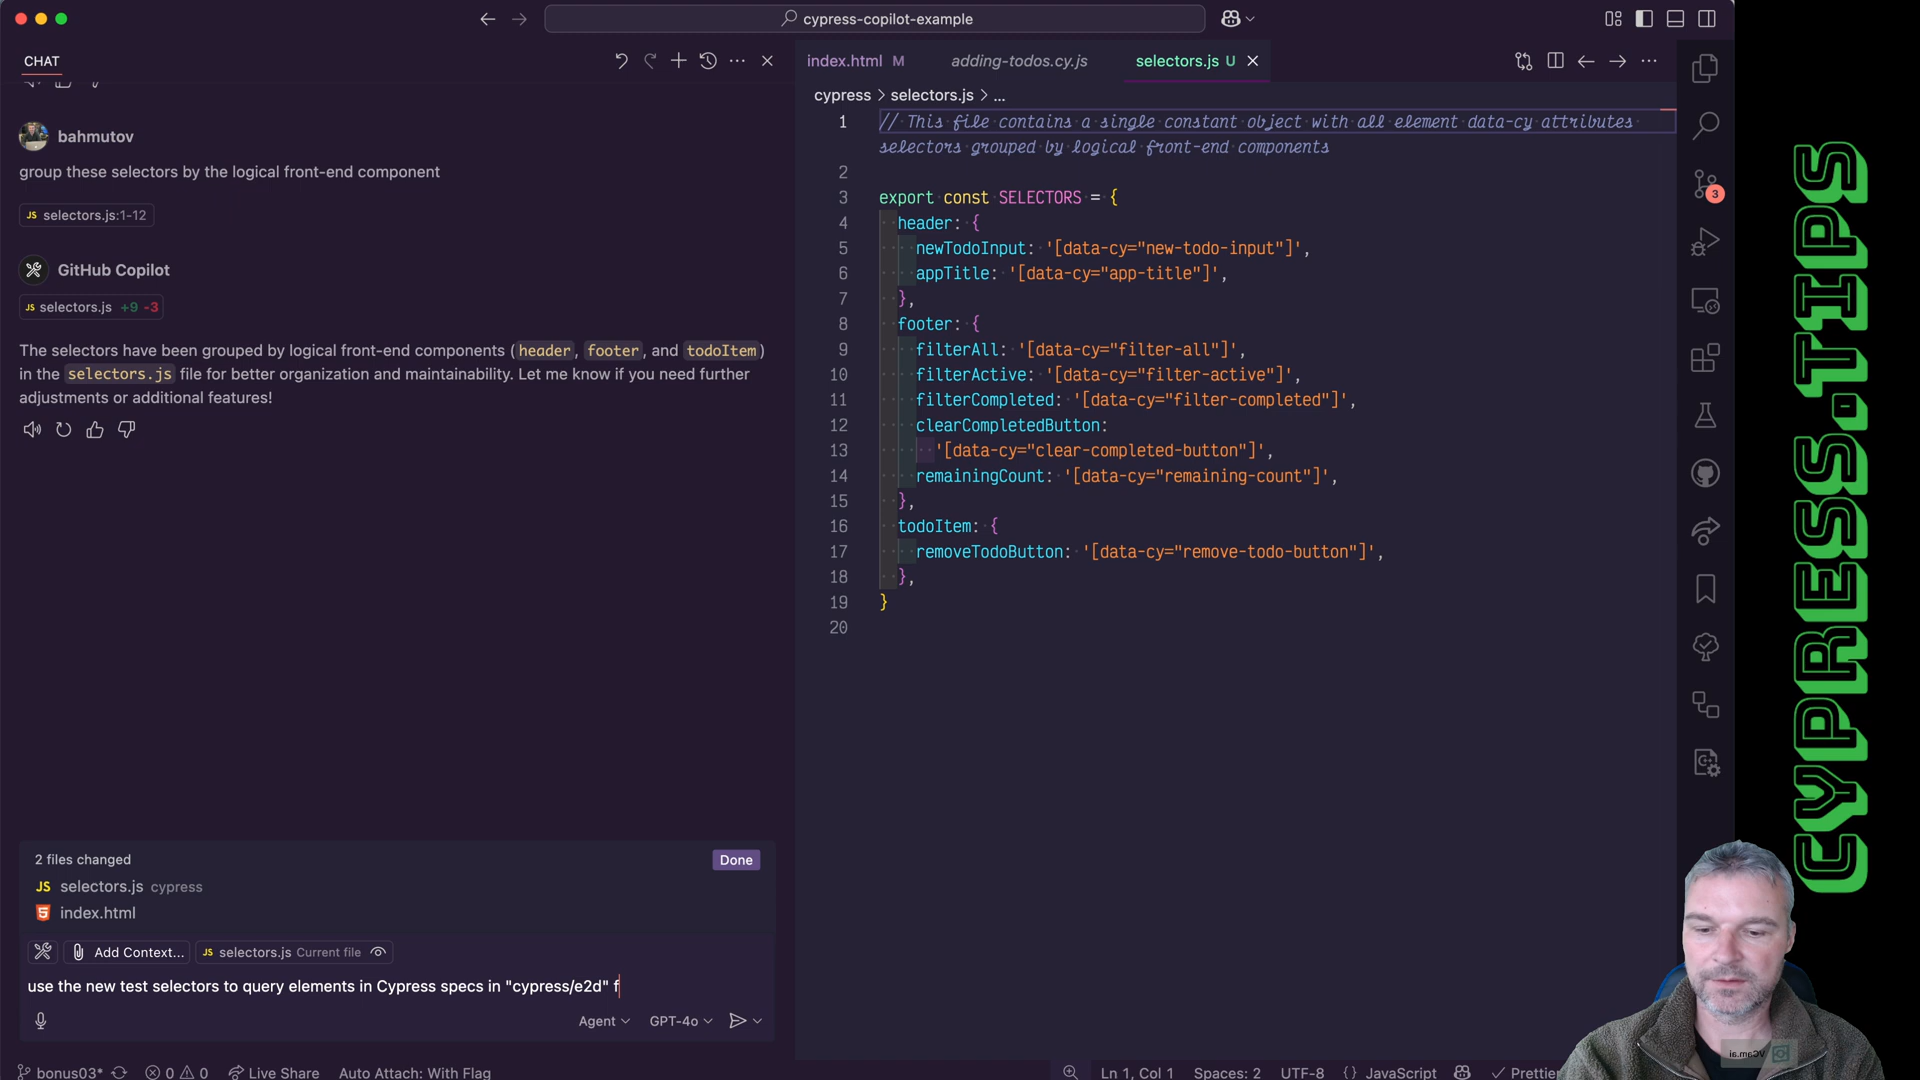 cypress-copilot-example
CHAT
bahmutov
group these selectors by the logical front-end component
JS selectors.js:1-12
GitHub Copilot
JS selectors.js +9 -3
The selectors have been grouped by logical front-end components (header, footer, and todoItem)
in the selectors.js file for better organization and maintainability. Let me know if you need further
adjustments or additional features!
2 files changed
Done
JS selectors.js cypress
index.html
Add Context... JS selectors.js Current file
use the new test selectors to query elements in Cypress specs in "cypress/e2d" f
Agent GPT-4o
index.html M adding-todos.cy.js selectors.js U
cypress > selectors.js > ...
1 // This file contains a single constant object with all element data-cy attributes
selectors grouped by logical front-end components
2
3 export const SELECTORS = {
4 header: {
5 newTodoInput: '[data-cy="new-todo-input"]',
6 appTitle: '[data-cy="app-title"]',
7 },
8 footer: {
9 filterAll: '[data-cy="filter-all"]',
10 filterActive: '[data-cy="filter-active"]',
11 filterCompleted: '[data-cy="filter-completed"]',
12 clearCompletedButton:
13 '[data-cy="clear-completed-button"]',
14 remainingCount: '[data-cy="remaining-count"]',
15 },
16 todoItem: {
17 removeTodoButton: '[data-cy="remove-todo-button"]',
18 },
19 }
20
3
CYPRESS.TIPS
VCam.ai
bonus03* 0 0 Live Share Auto Attach: With Flag
Ln 1, Col 1 Spaces: 2 UTF-8 {} JavaScript Prettier